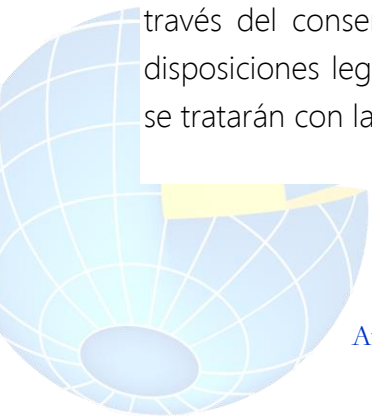 través del conse
disposiciones leg
se tratarán con la
A